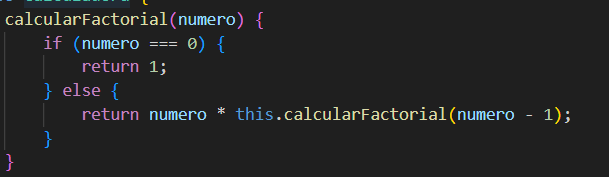 calcularFactorial(numero) {
if (numero === 0) {
return 1;
} else {
return numero * this.calcularFactorial(numero - 1);
}
}